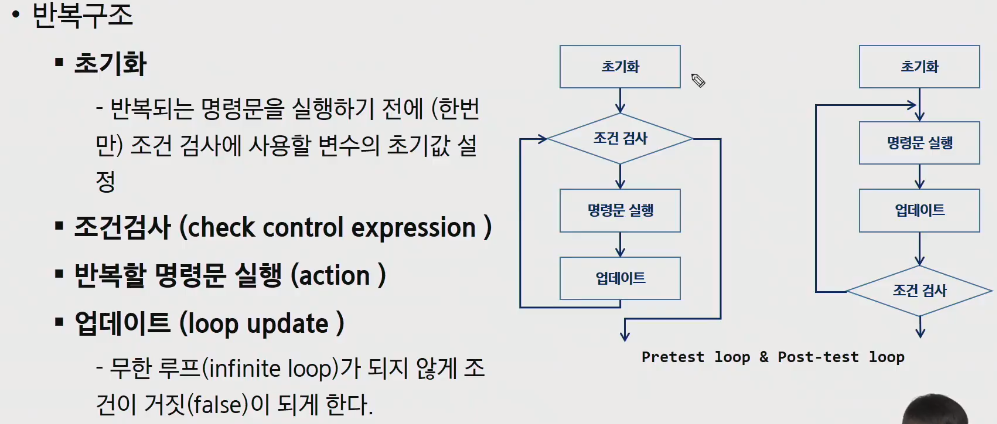 • 반복구조
▪ 초기화
- 반복되는 명령문을 실행하기 전에 (한번
만) 조건 검사에 사용할 변수의 초기값 설
정
▪ 조건검사 (check control expression )
▪ 반복할 명령문 실행 (action )
▪ 업데이트 (loop update )
- 무한 루프(infinite loop)가 되지 않게 조
건이 거짓(false)이 되게 한다.
초기화
조건 검사
명령문 실행
업데이트
초기화
명령문 실행
업데이트
조건 검사
Pretest loop & Post-test loop